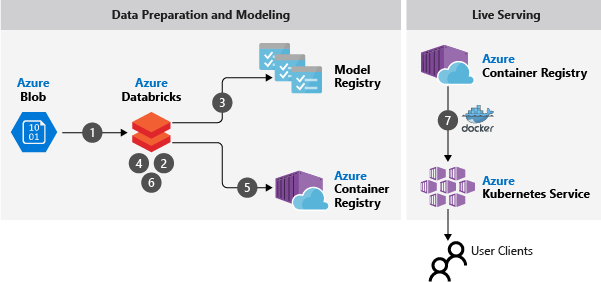 Data Preparation and Modeling
Azure
Blob
10
01
1
Azure
Databricks
4
2
6
3
Model
Registry
5
Azure
Container
Registry
Live Serving
Azure
Container Registry
7
docker
Azure
Kubernetes Service
User Clients